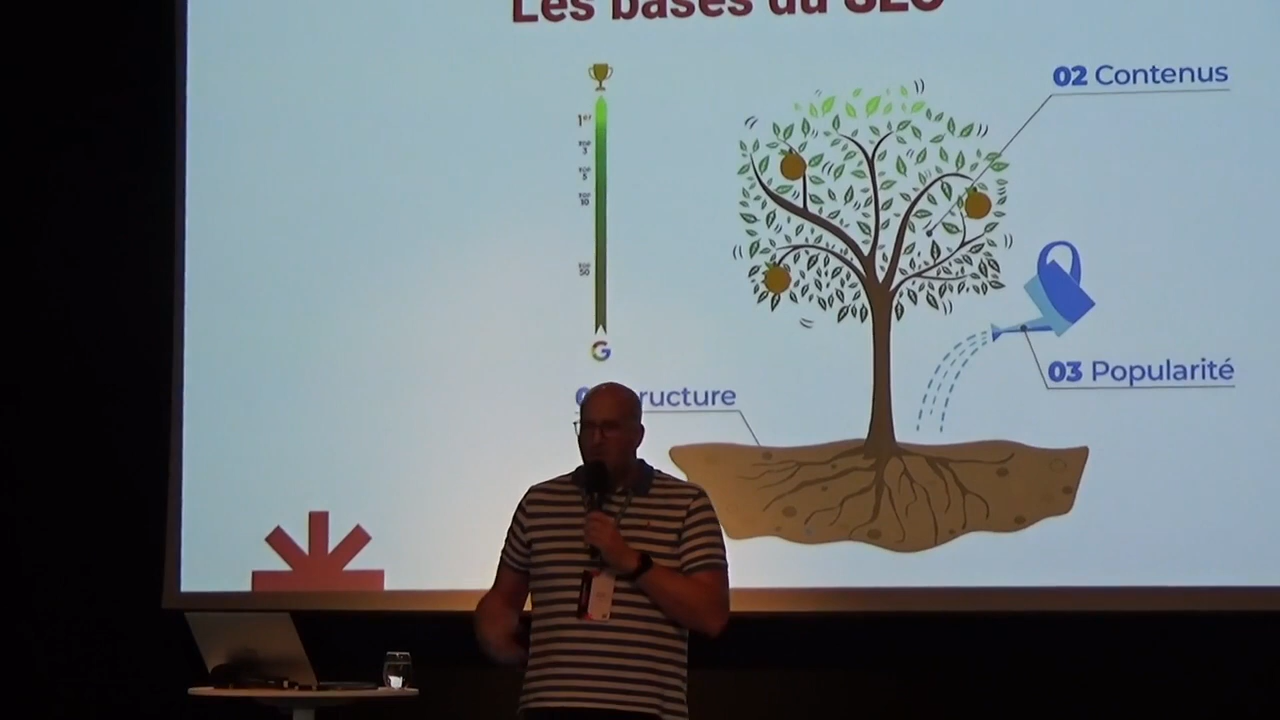 Les bases du SEO
02 Contenus
1er
TOP 3
TOP 5
TOP 10
TOP 50
G
03 Popularité
ructure